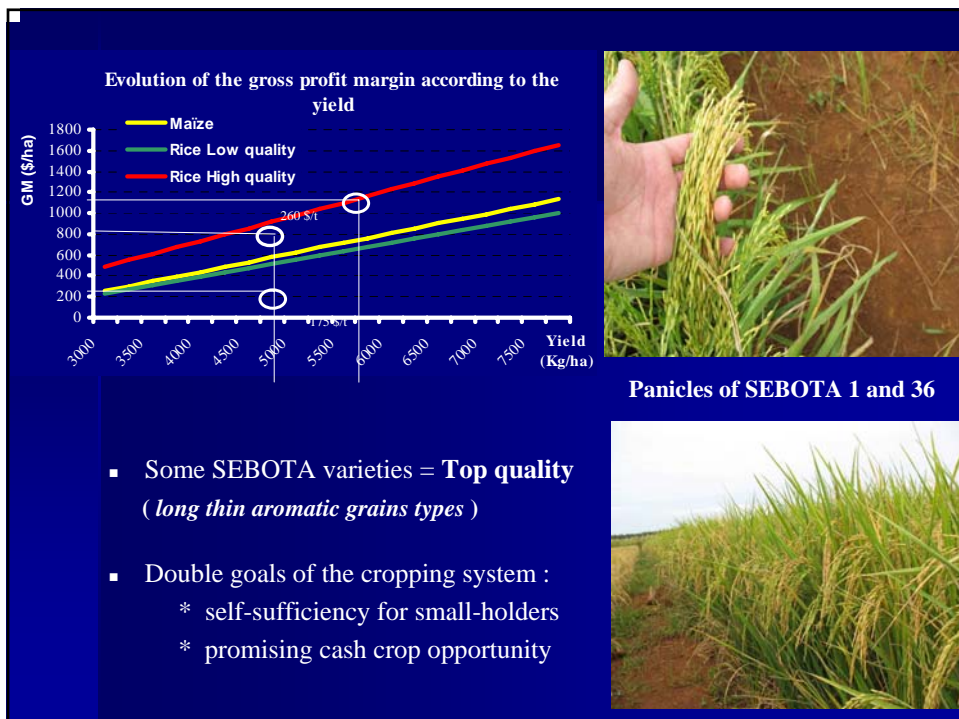 Evolution of the gross profit margin according to the
yield
GM ($/ha)
1800
1600
1400
1200
1000
800
600
400
200
0
Maïze
Rice Low quality
Rice High quality
260 $/t
175 $/t
3000
3500
4000
4500
5000
5500
6000
6500
7000
7500
Yield
(Kg/ha)
Panicles of SEBOTA 1 and 36
▪ Some SEBOTA varieties = Top quality
( long thin aromatic grains types )
▪ Double goals of the cropping system :
* self-sufficiency for small-holders
* promising cash crop opportunity